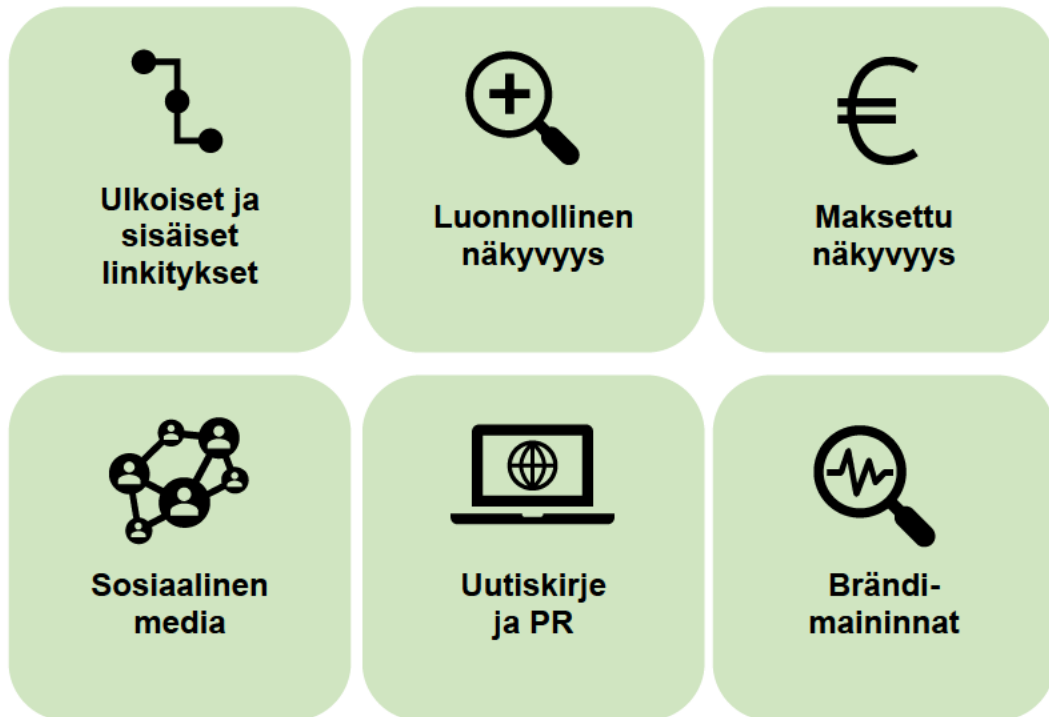 Ulkoiset ja
sisäiset
linkitykset
Luonnollinen
näkyvyys
Maksettu
näkyvyys
Sosiaalinen
media
Uutiskirje
ja PR
Brändi-
maininnat